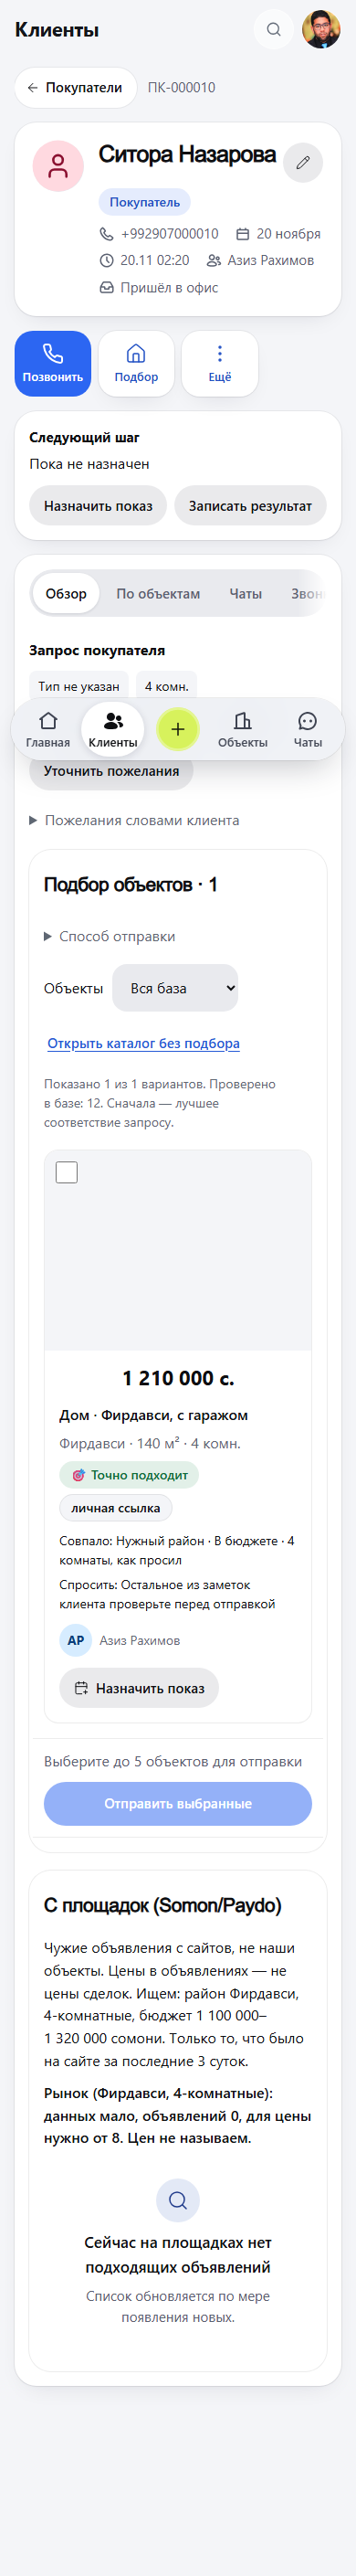 Клиенты
Покупатели
ПК-000010
Ситора Назарова
Покупатель
+992907000010
20 ноября
20.11 02:20
Азиз Рахимов
Пришёл в офис
Позвонить
Подбор
Ещё
Следующий шаг
Пока не назначен
Назначить показ
Записать результат
Обзор
По объектам
Чаты
Запрос покупателя
Тип не указан
4 комн.
Главная
Клиенты
Объекты
Чаты
Уточнить пожелания
Пожелания словами клиента
Подбор объектов · 1
Способ отправки
Объекты
Вся база
Открыть каталог без подбора
Показано 1 из 1 вариантов. Проверено
в базе: 12. Сначала — лучшее
соответствие запросу.
1 210 000 с.
Дом · Фирдавси, с гаражом
Фирдавси · 140 м² · 4 комн.
🎯 Точно подходит
личная ссылка
Совпало: Нужный район · В бюджете · 4
комнаты, как просил
Спросить: Остальное из заметок
клиента проверьте перед отправкой
АР
Азиз Рахимов
Назначить показ
Выберите до 5 объектов для отправки
Отправить выбранные
С площадок (Somon/Paydo)
Чужие объявления с сайтов, не наши
объекты. Цены в объявлениях — не
цены сделок. Ищем: район Фирдавси,
4-комнатные, бюджет 1 100 000–
1 320 000 сомони. Только то, что было
на сайте за последние 3 суток.
Рынок (Фирдавси, 4-комнатные):
данных мало, объявлений 0, для цены
нужно от 8. Цен не называем.
Сейчас на площадках нет
подходящих объявлений
Список обновляется по мере
появления новых.